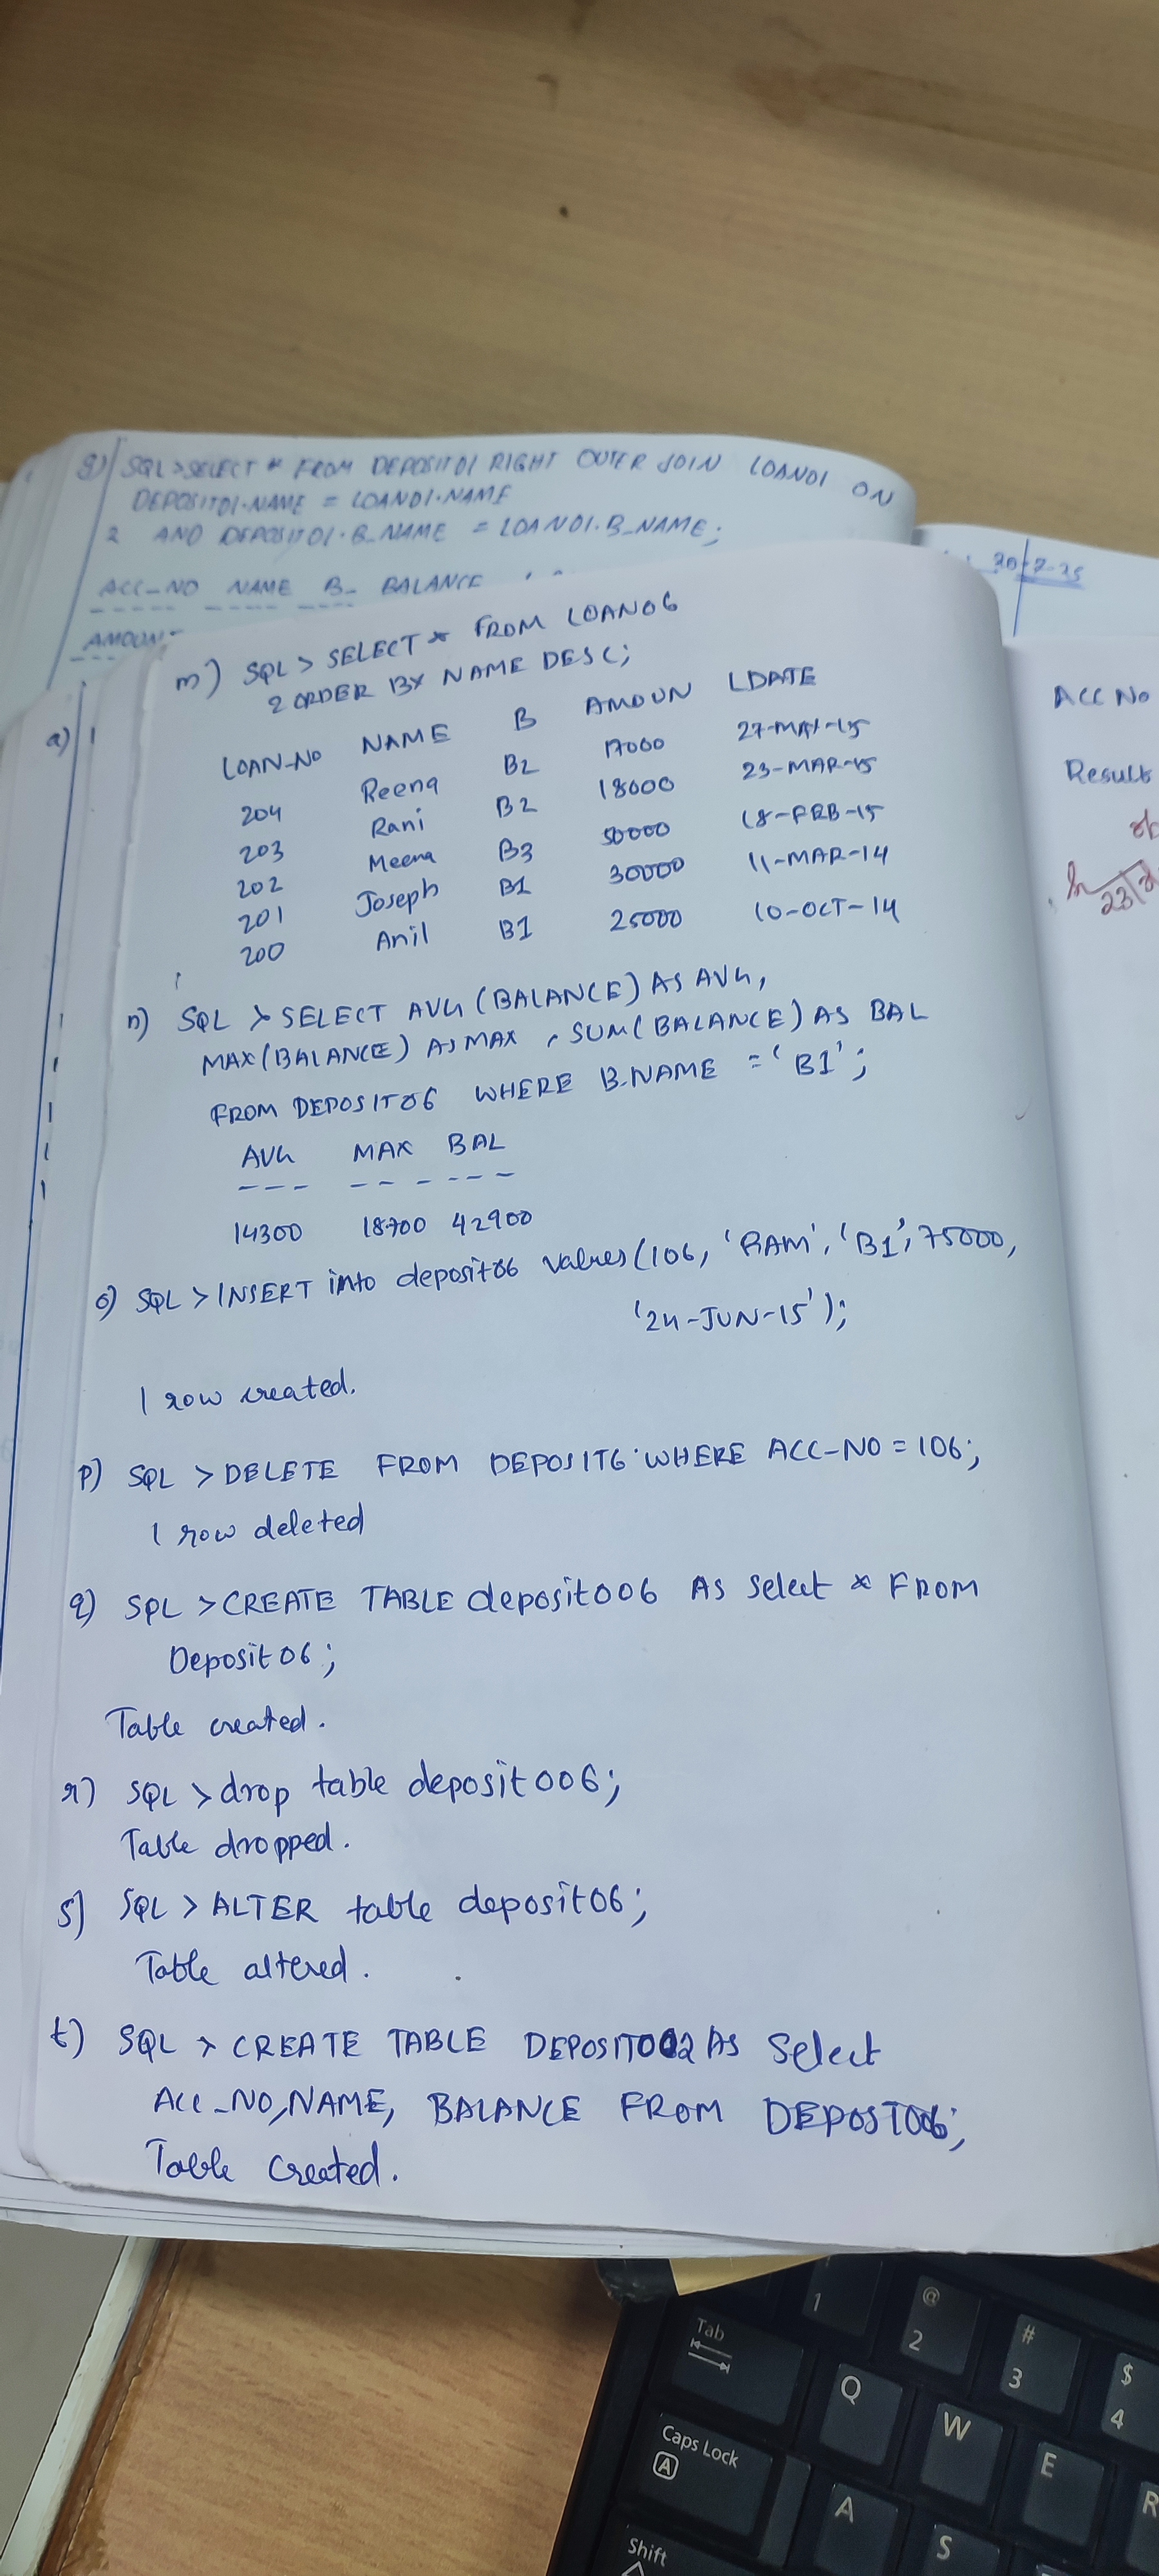 g) SQL > SELECT * FROM DEPOSIT01 RIGHT OUTER JOIN LOAN01 ON
DEPOSIT01.NAME = LOAN01.NAME
2 AND DEPOSIT01.B_NAME = LOAN01.B_NAME;
ACC-NO NAME B- BALANCE
AMOUNT
a)
m) SQL > SELECT * FROM LOAN06
2 ORDER BY NAME DESC;
LOAN-NO NAME B AMOUN LDATE
204 Reena B2 17000 27-MAY-15
203 Rani B2 18000 23-MAR-15
202 Meena B3 50000 18-FEB-15
201 Joseph B1 30000 11-MAR-14
200 Anil B1 25000 10-OCT-14
n) SQL > SELECT AVG (BALANCE) AS AVG,
MAX (BALANCE) AS MAX , SUM (BALANCE) AS BAL
FROM DEPOSIT06 WHERE B.NAME = 'B1';
AVG MAX BAL
--- --- ---
14300 18700 42900
o) SQL > INSERT into deposit06 values (106, 'RAM', 'B1', 75000,
'24-JUN-15');
1 row created.
p) SQL > DELETE FROM DEPOSIT6 WHERE ACC-NO = 106;
1 row deleted
q) SQL > CREATE TABLE deposit006 AS select * FROM
Deposit06;
Table created.
r) SQL > drop table deposit006;
Table dropped.
s) SQL > ALTER table deposit06;
Table altered.
t) SQL > CREATE TABLE DEPOSIT002 AS Select
ACC_NO, NAME, BALANCE FROM DEPOSTO06;
Table Created.
20-2-25
ACC NO
Result
Tab
1
@
2
#
3
$
4
Q
W
E
R
Caps Lock
A
A
S
Shift